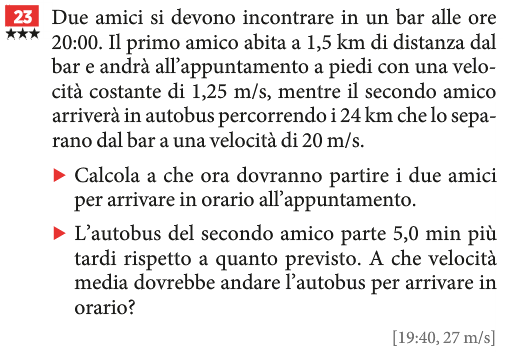 23 Due amici si devono incontrare in un bar alle ore
★★★ 20:00. Il primo amico abita a 1,5 km di distanza dal
bar e andrà all’appuntamento a piedi con una velo-
cità costante di 1,25 m/s, mentre il secondo amico
arriverà in autobus percorrendo i 24 km che lo sepa-
rano dal bar a una velocità di 20 m/s.
▶ Calcola a che ora dovranno partire i due amici
per arrivare in orario all’appuntamento.
▶ L’autobus del secondo amico parte 5,0 min più
tardi rispetto a quanto previsto. A che velocità
media dovrebbe andare l’autobus per arrivare in
orario?
[19:40, 27 m/s]